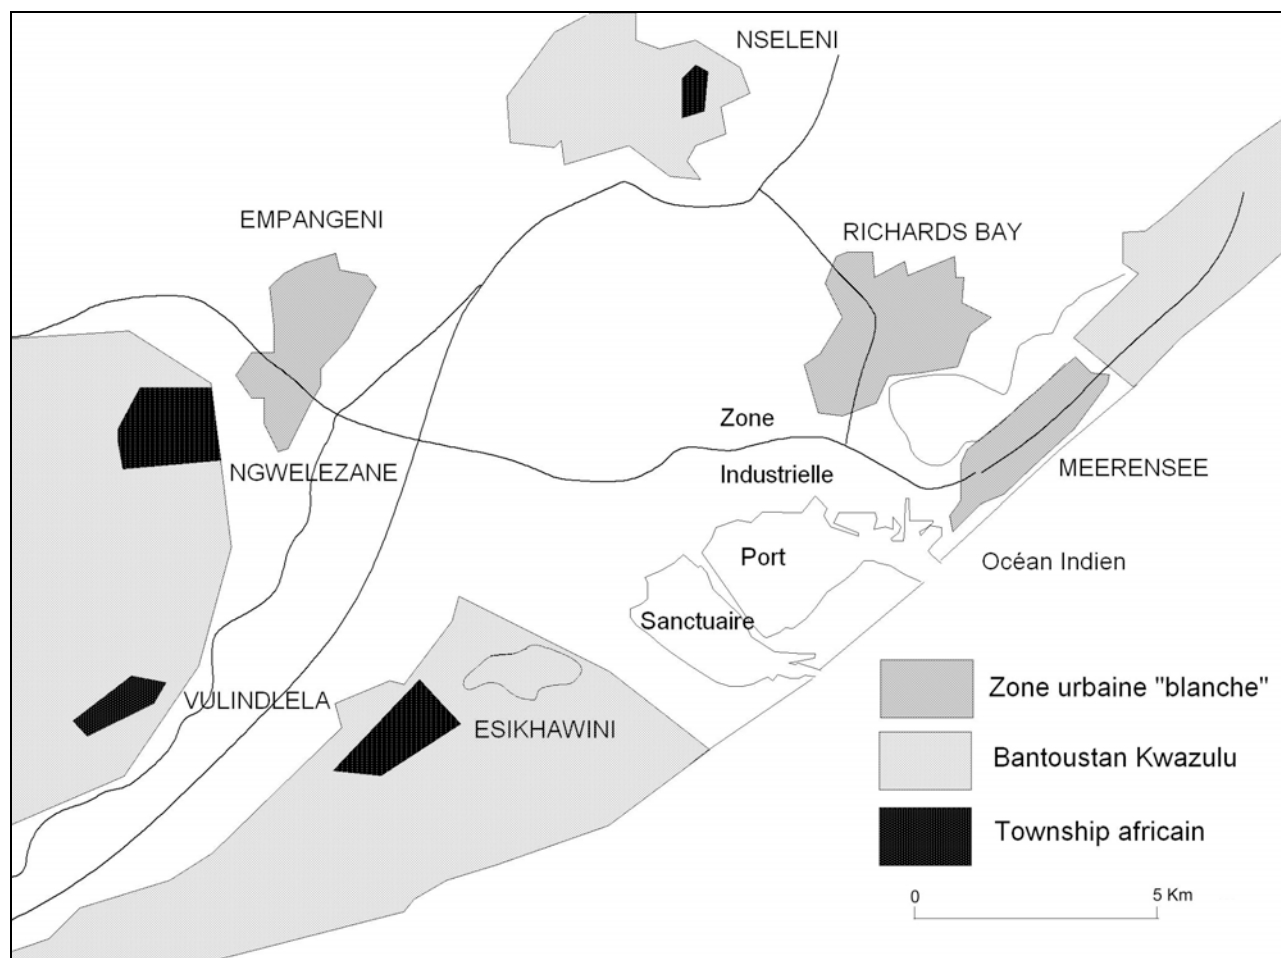 NSELENI
EMPANGENI
RICHARDS BAY
Zone
Industrielle
NGWELEZANE
MEERENSEE
Port
Océan Indien
Sanctuaire
VULINDLELA
ESIKHAWINI
Zone urbaine "blanche"
Bantoustan Kwazulu
Township africain
0 5 Km